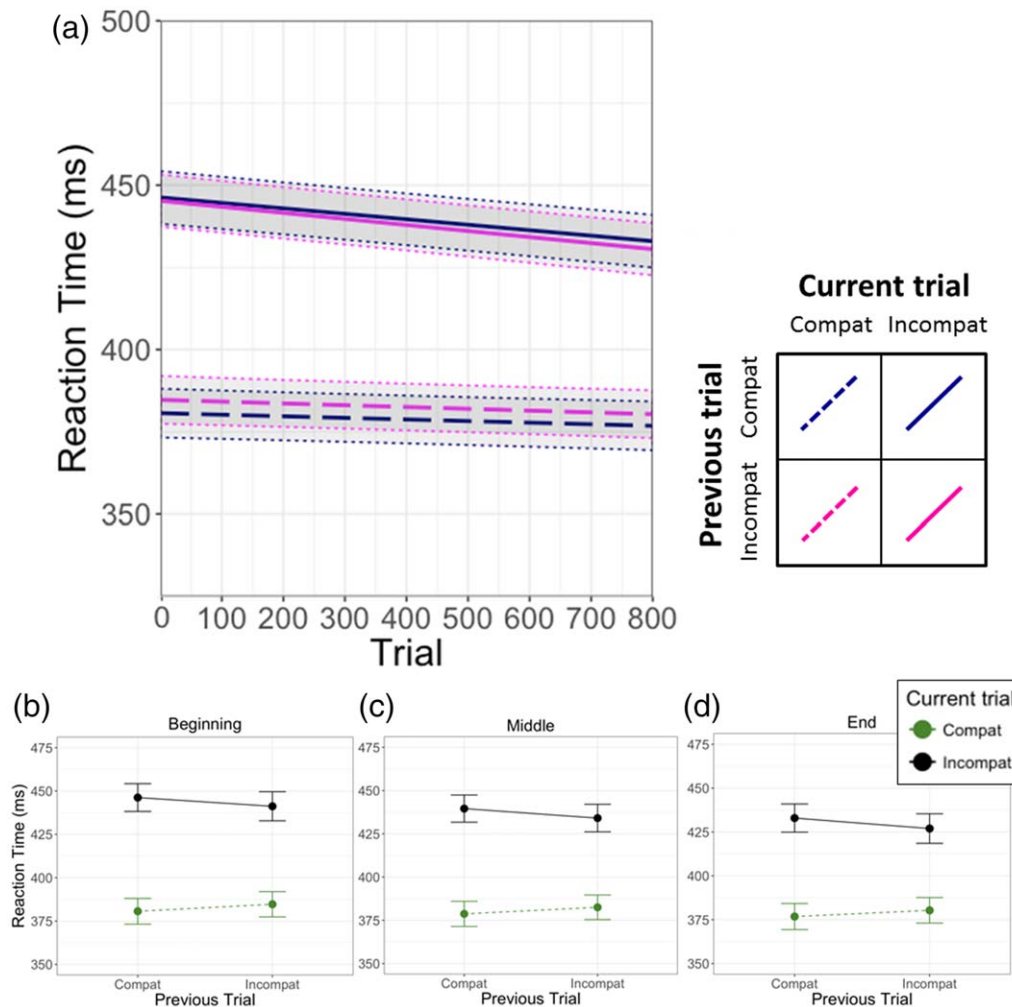 (a)
500
450
400
350
Reaction Time (ms)
0 100 200 300 400 500 600 700 800
Trial
Current trial
Compat Incompat
Previous trial
Compat
Incompat
(b)
Beginning
475
450
425
400
375
350
Reaction Time (ms)
Compat Incompat
Previous Trial
(c)
Middle
475
450
425
400
375
350
Compat Incompat
Previous Trial
(d)
End
475
450
425
400
375
350
Compat Incompat
Previous Trial
Current trial
Compat
Incompat